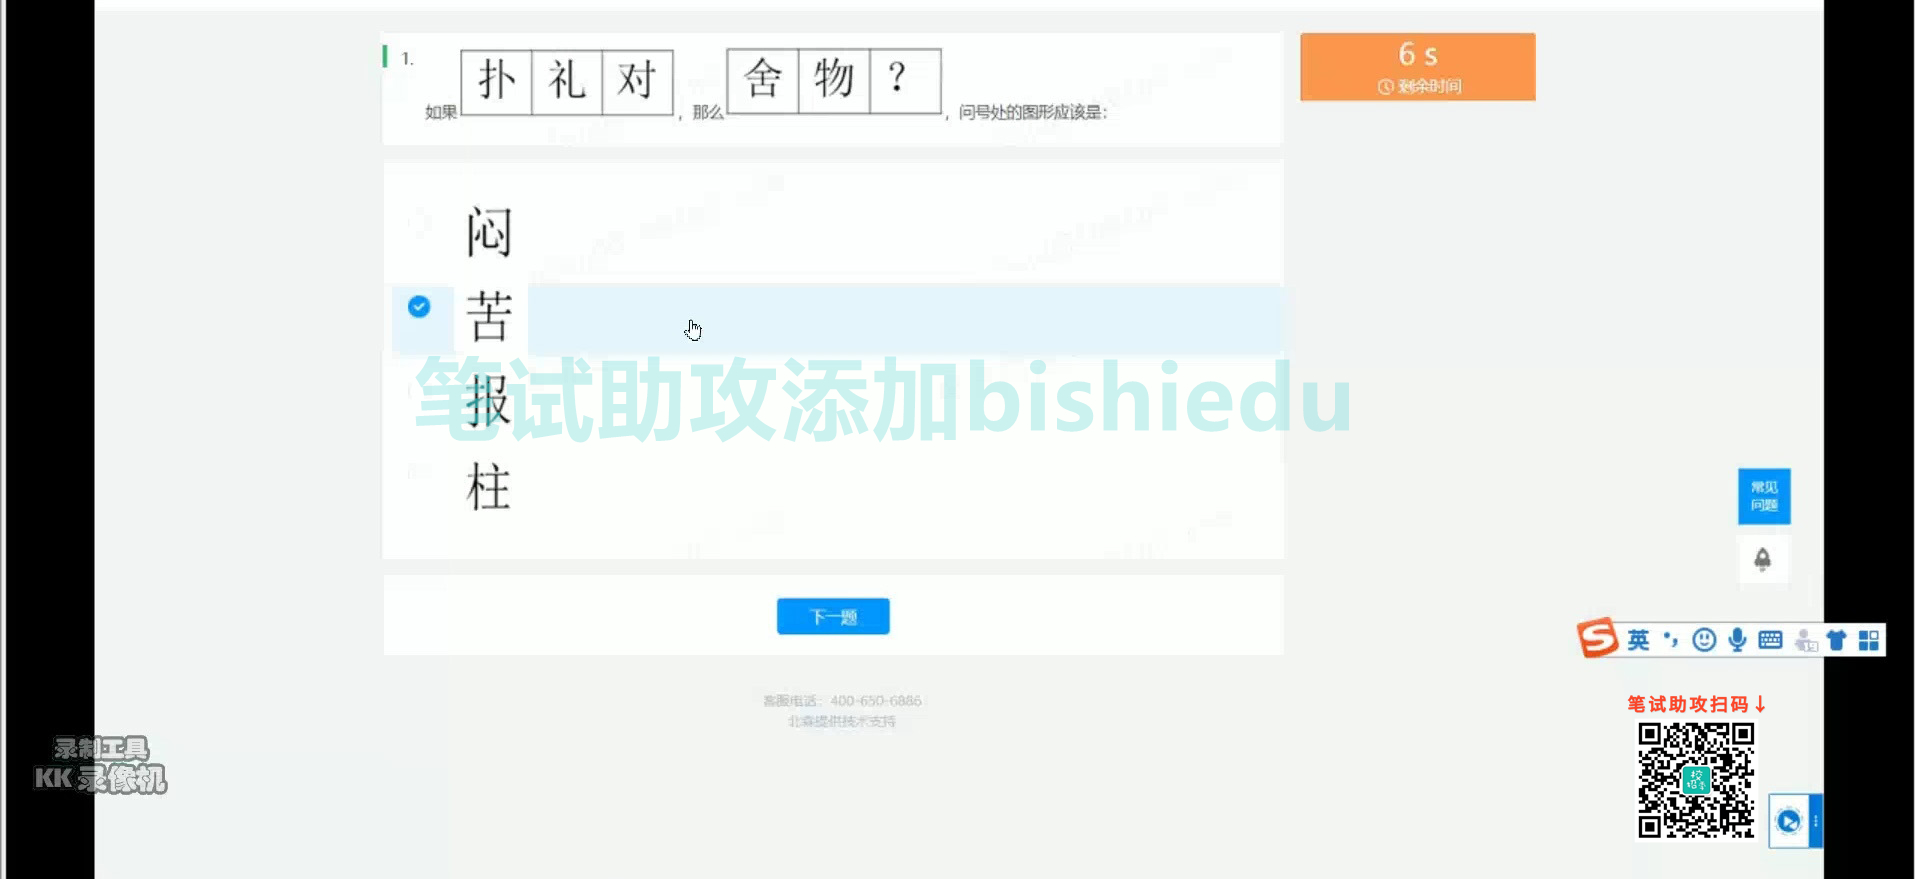 1.
如果 扑 礼 对 ，那么 舍 物 ? ，问号处的图形应该是：
6 s
剩余时间
闷
苦
报
柱
笔试助攻添加bishiedu
常见
问题
下一题
英
客服电话：400-650-6886
北森提供技术支持
笔试助攻扫码↓
录制工具
KK 录像机